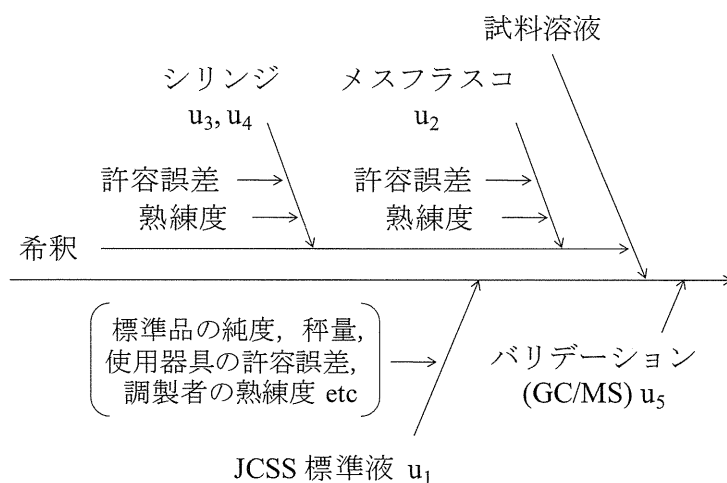 試料溶液
シリンジ
u3, u4
メスフラスコ
u2
許容誤差
熟練度
許容誤差
熟練度
希釈
標準品の純度, 秤量,
使用器具の許容誤差,
調製者の熟練度 etc
バリデーション
(GC/MS) u5
JCSS 標準液 u1